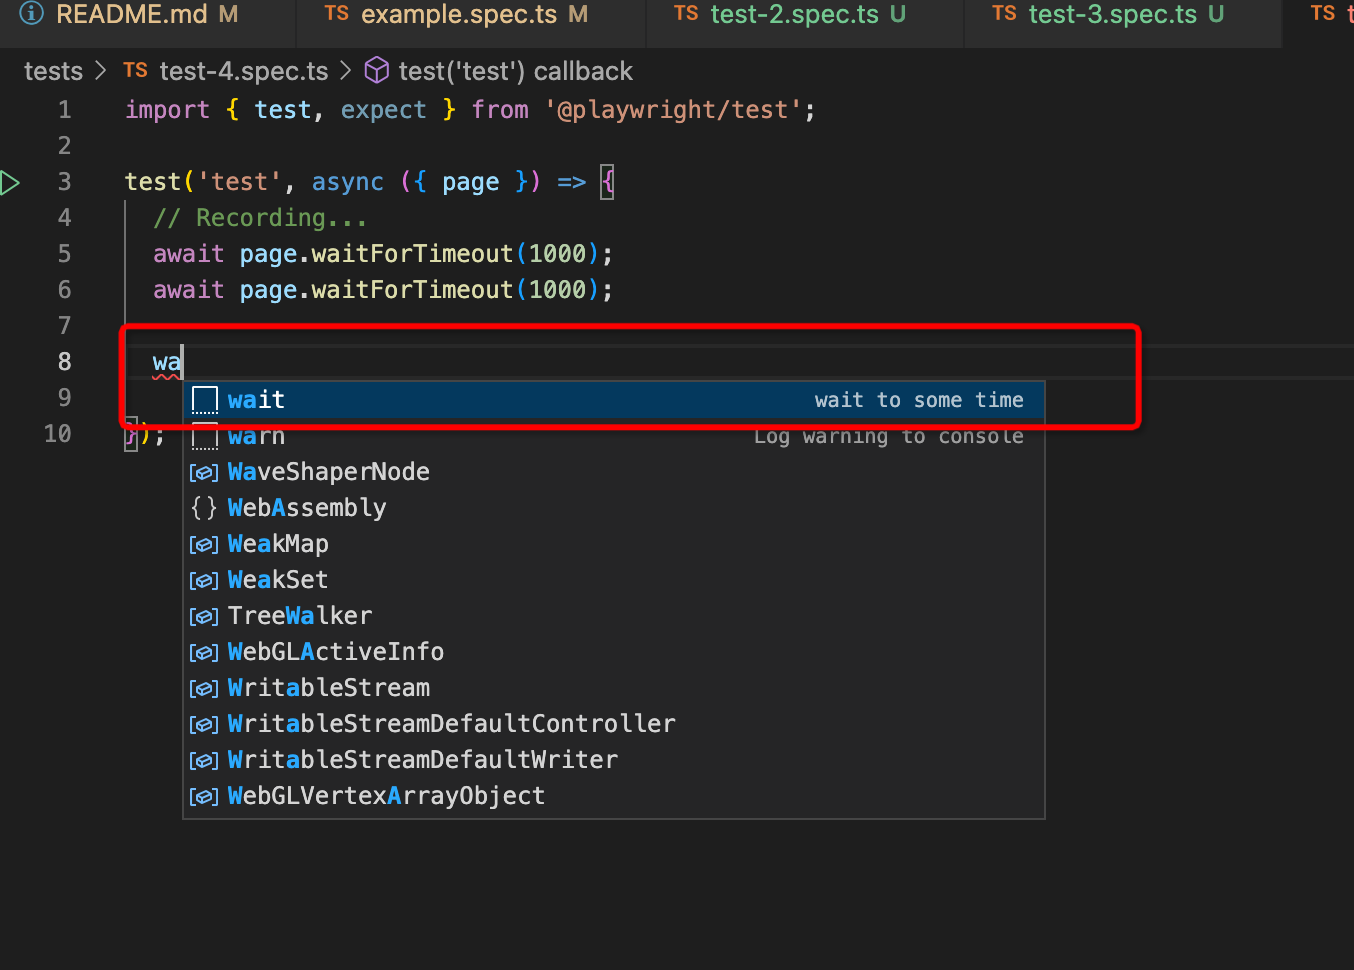 README.md M TS example.spec.ts M TS test-2.spec.ts U TS test-3.spec.ts U TS
tests > TS test-4.spec.ts > test('test') callback
1 import { test, expect } from '@playwright/test';
2
3 test('test', async ({ page }) => {
4 // Recording...
5 await page.waitForTimeout(1000);
6 await page.waitForTimeout(1000);
7
8 wa
9
wait wait to some time
10 });
warn Log warning to console
WaveShaperNode
WebAssembly
WeakMap
WeakSet
TreeWalker
WebGLActiveInfo
WritableStream
WritableStreamDefaultController
WritableStreamDefaultWriter
WebGLVertexArrayObject